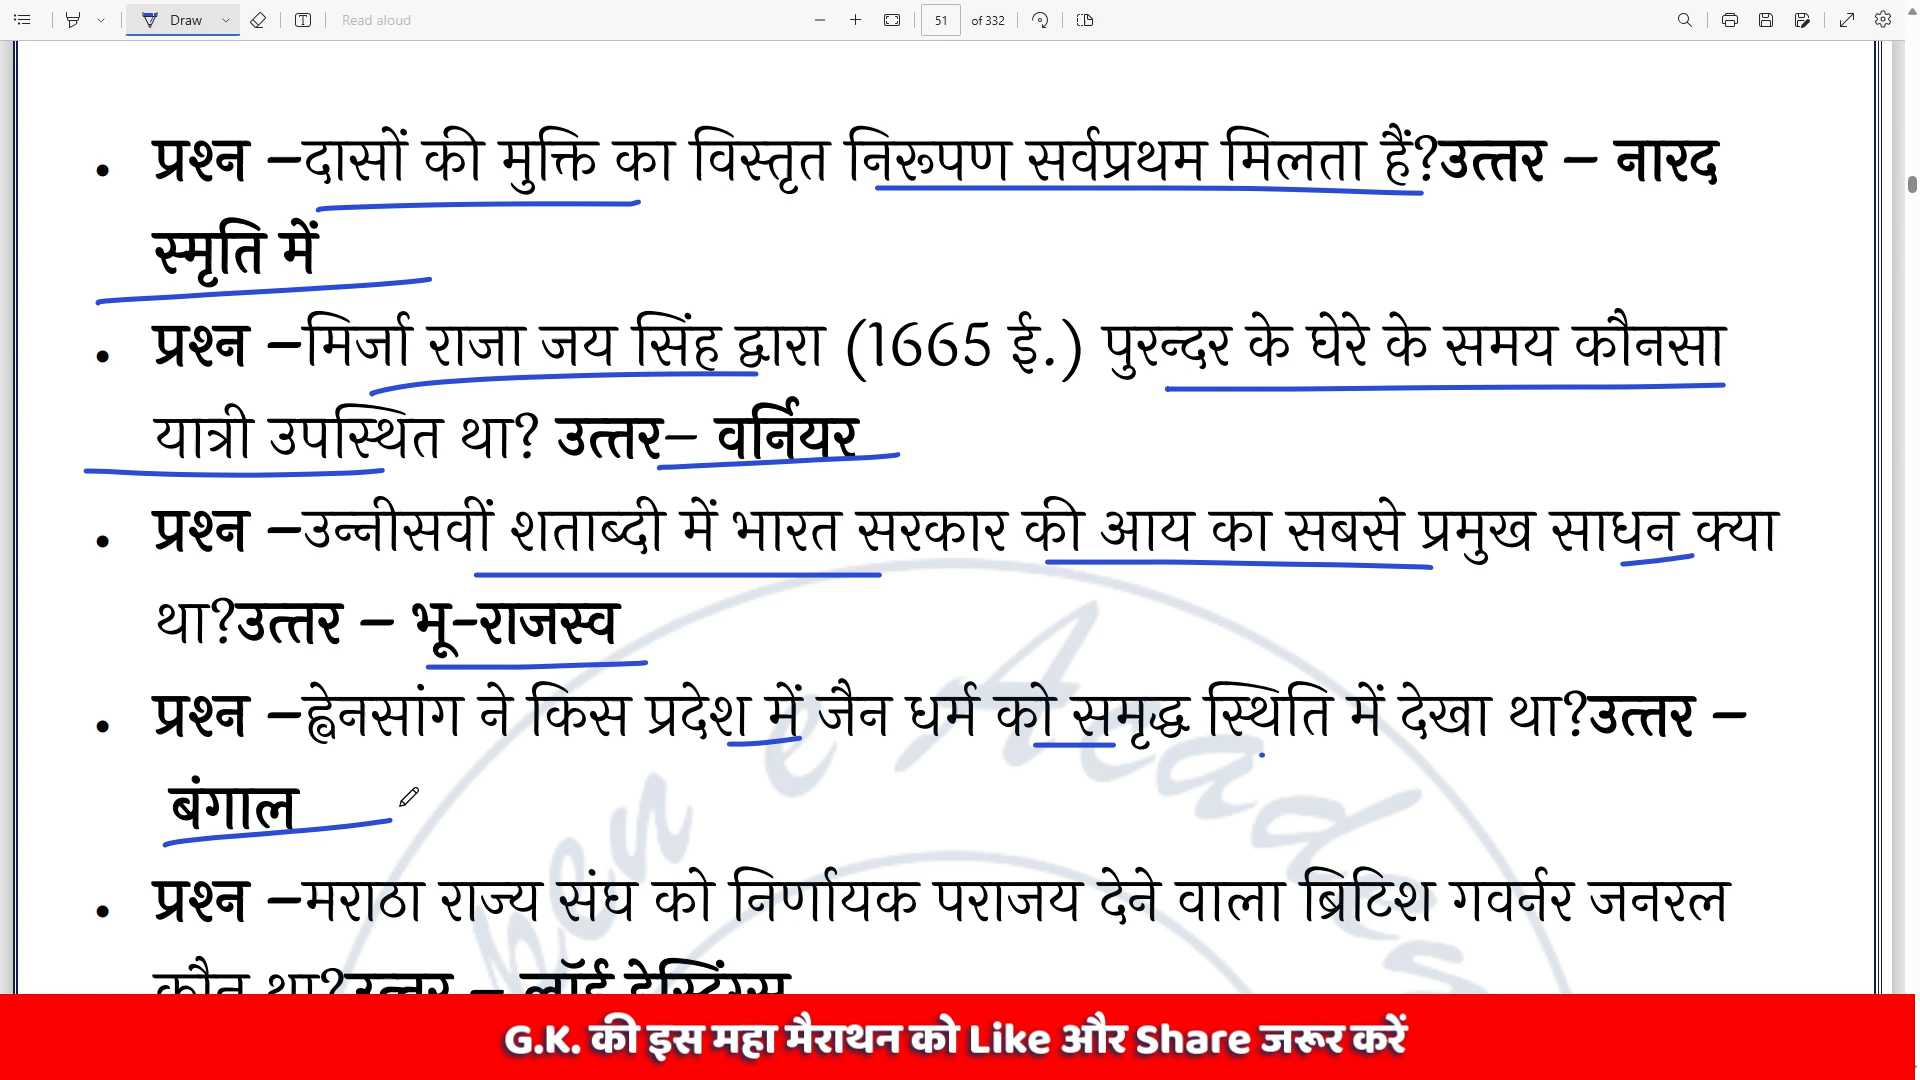 Draw
Read aloud
51 of 332
• प्रश्न –दासों की मुक्ति का विस्तृत निरूपण सर्वप्रथम मिलता हैं?उत्तर – नारद
स्मृति में
• प्रश्न –मिर्जा राजा जय सिंह द्वारा (1665 ई.) पुरन्दर के घेरे के समय कौनसा
यात्री उपस्थित था? उत्तर– वर्नियर
• प्रश्न –उन्नीसवीं शताब्दी में भारत सरकार की आय का सबसे प्रमुख साधन क्या
था?उत्तर – भू-राजस्व
• प्रश्न –ह्वेनसांग ने किस प्रदेश में जैन धर्म को समृद्ध स्थिति में देखा था?उत्तर –
बंगाल
• प्रश्न –मराठा राज्य संघ को निर्णायक पराजय देने वाला ब्रिटिश गवर्नर जनरल
कौन था?उत्तर – लॉर्ड हेस्टिंग्स
G.K. की इस महा मैराथन को Like और Share जरूर करें